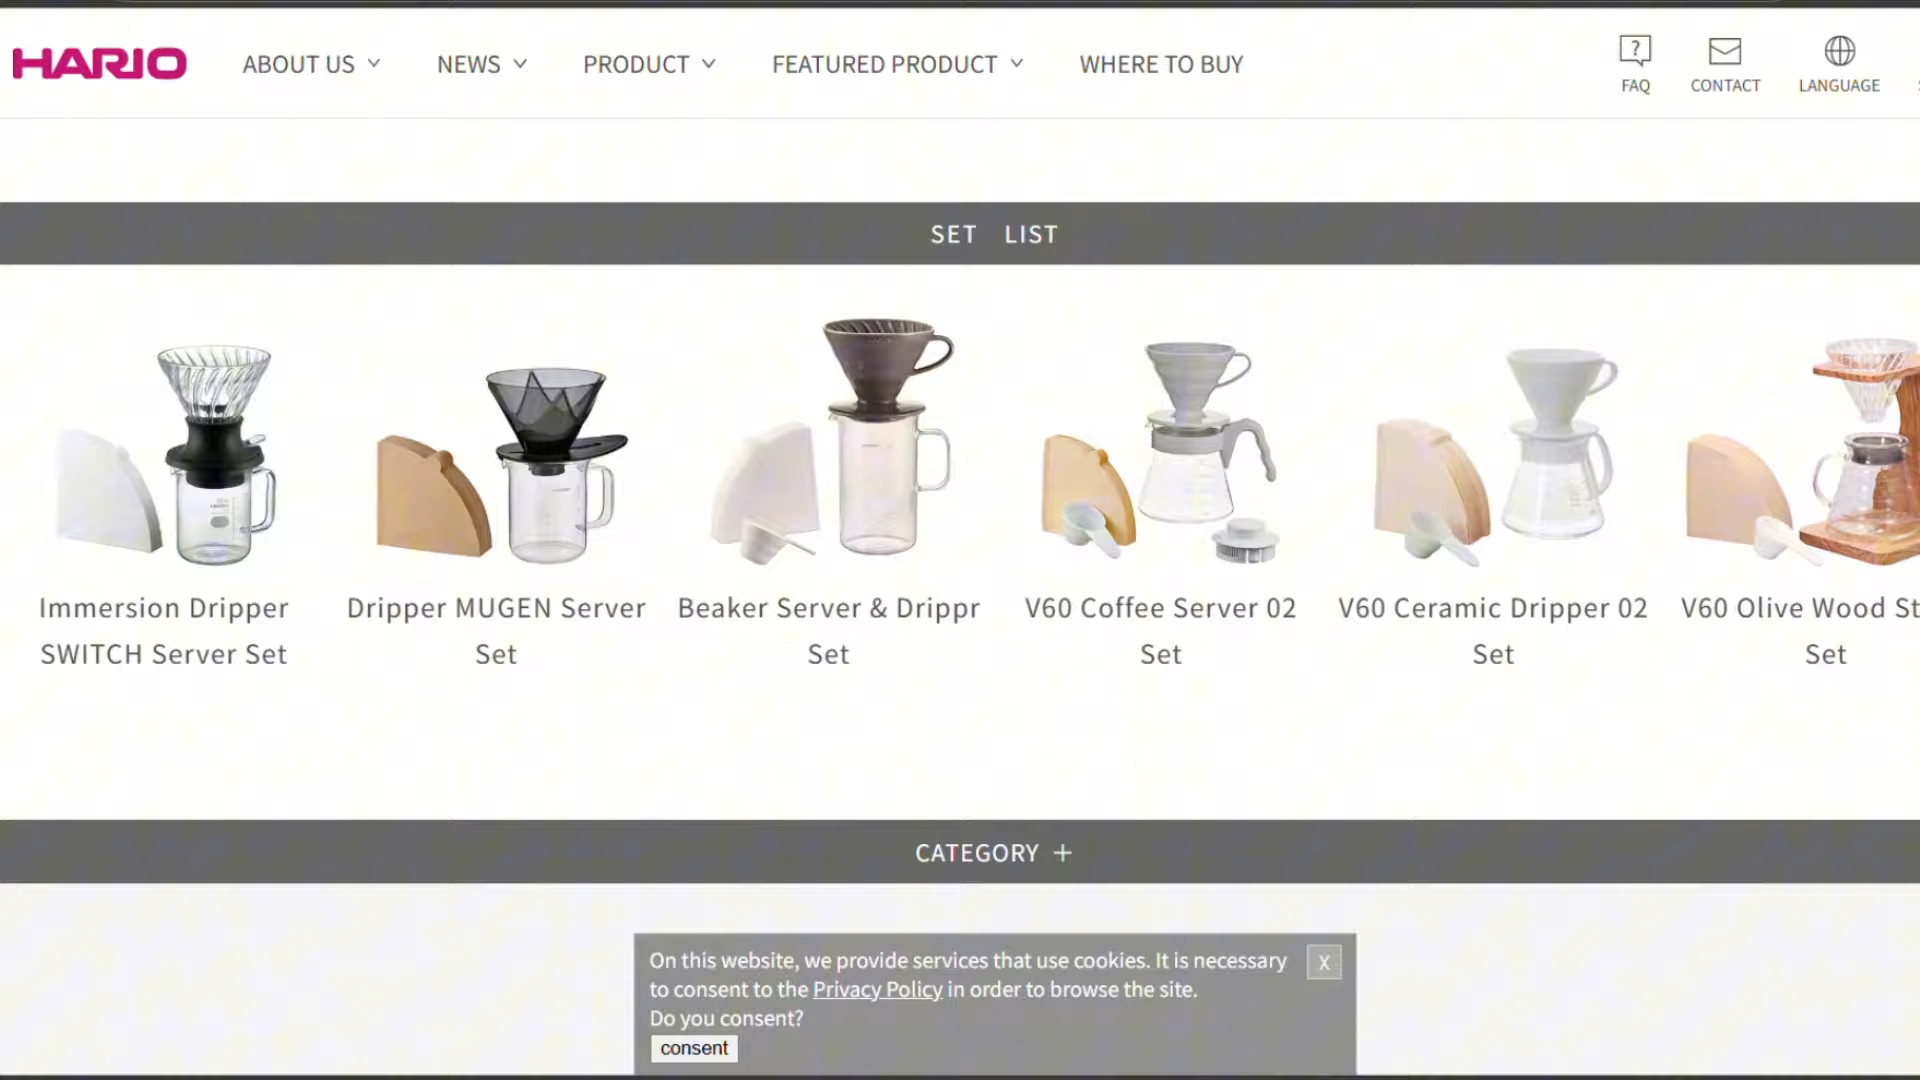 HARIO
ABOUT US
NEWS
PRODUCT
FEATURED PRODUCT
WHERE TO BUY
FAQ
CONTACT
LANGUAGE
SET LIST
Immersion Dripper
SWITCH Server Set
Dripper MUGEN Server
Set
Beaker Server & Drippr
Set
V60 Coffee Server 02
Set
V60 Ceramic Dripper 02
Set
V60 Olive Wood St
Set
CATEGORY +
On this website, we provide services that use cookies. It is necessary
to consent to the Privacy Policy in order to browse the site.
Do you consent?
consent
X